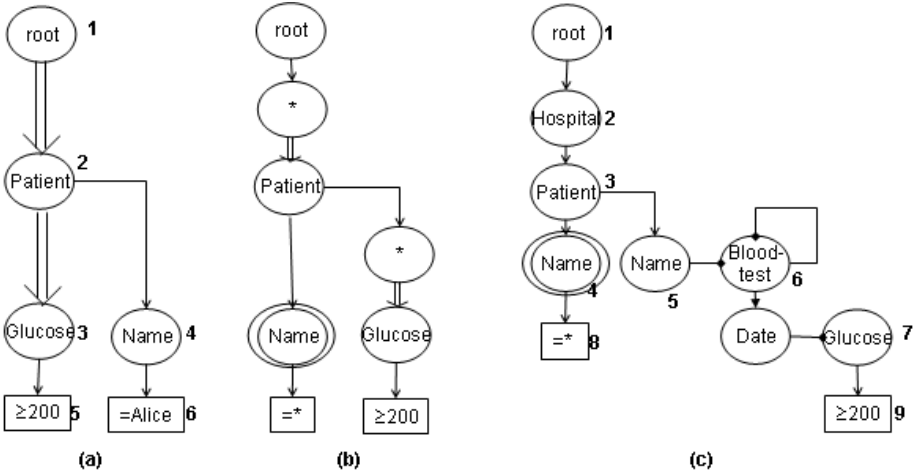 root 1
Patient 2
Glucose 3
Name 4
≥200 5
=Alice 6
(a)
root
*
Patient
*
Name
Glucose
=*
≥200
(b)
root 1
Hospital 2
Patient 3
Name 4
Name 5
Blood-
test 6
=* 8
Date
Glucose 7
≥200 9
(c)